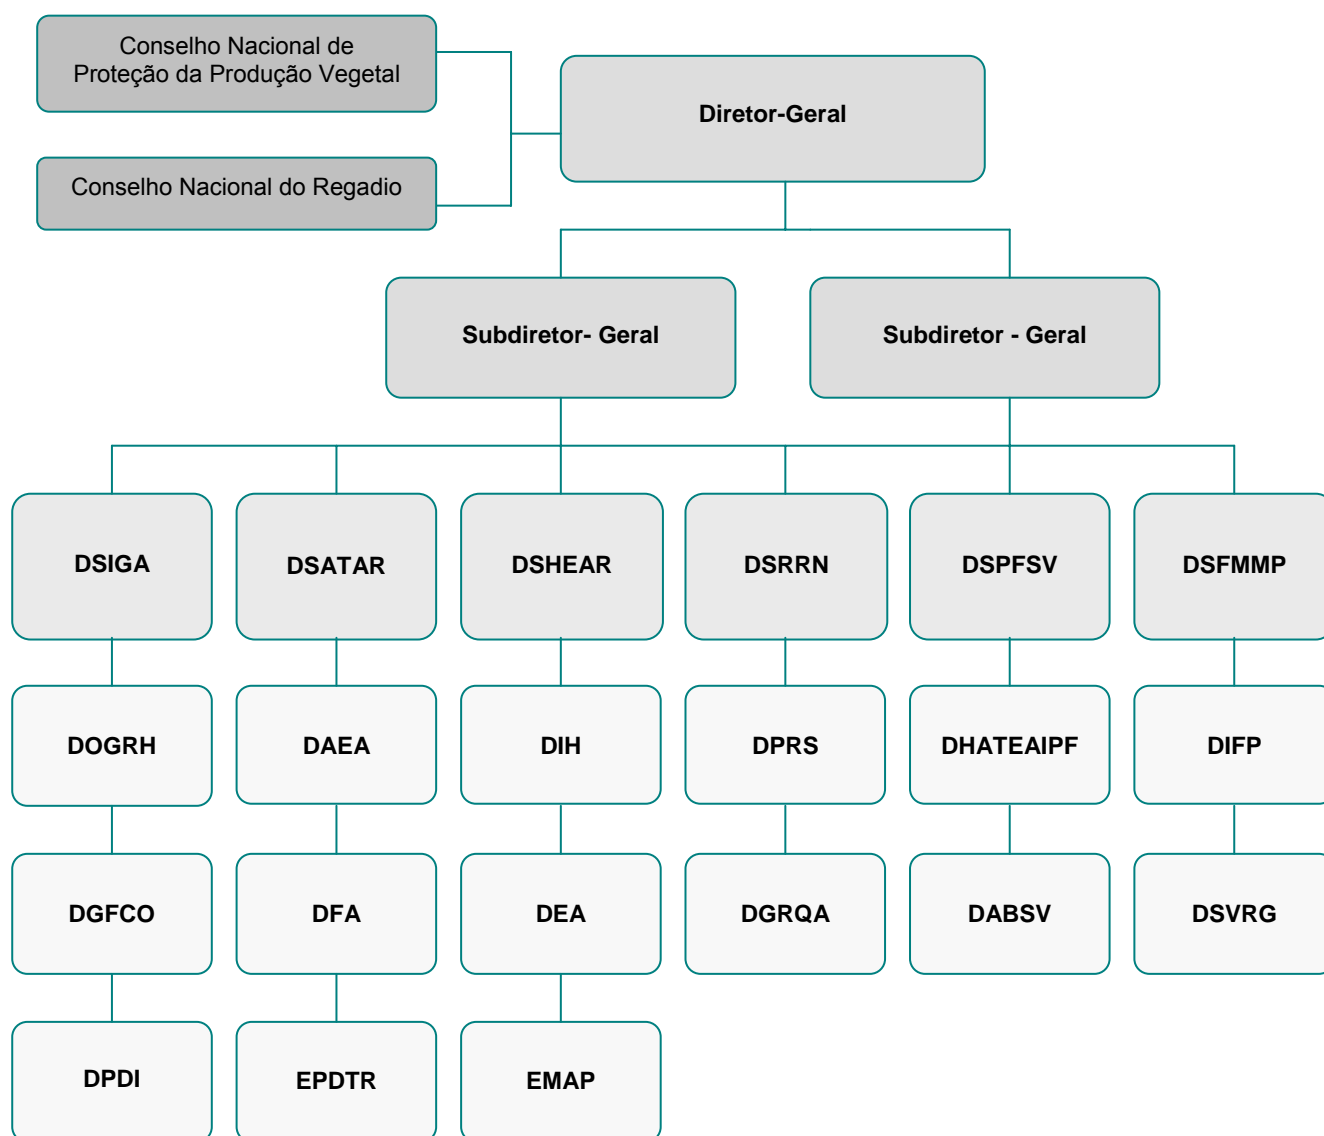 Conselho Nacional de
Proteção da Produção Vegetal
Diretor-Geral
Conselho Nacional do Regadio
Subdiretor- Geral
Subdiretor - Geral
DSIGA
DSATAR
DSHEAR
DSRRN
DSPFSV
DSFMMP
DOGRH
DAEA
DIH
DPRS
DHATEAIPF
DIFP
DGFCO
DFA
DEA
DGRQA
DABSV
DSVRG
DPDI
EPDTR
EMAP